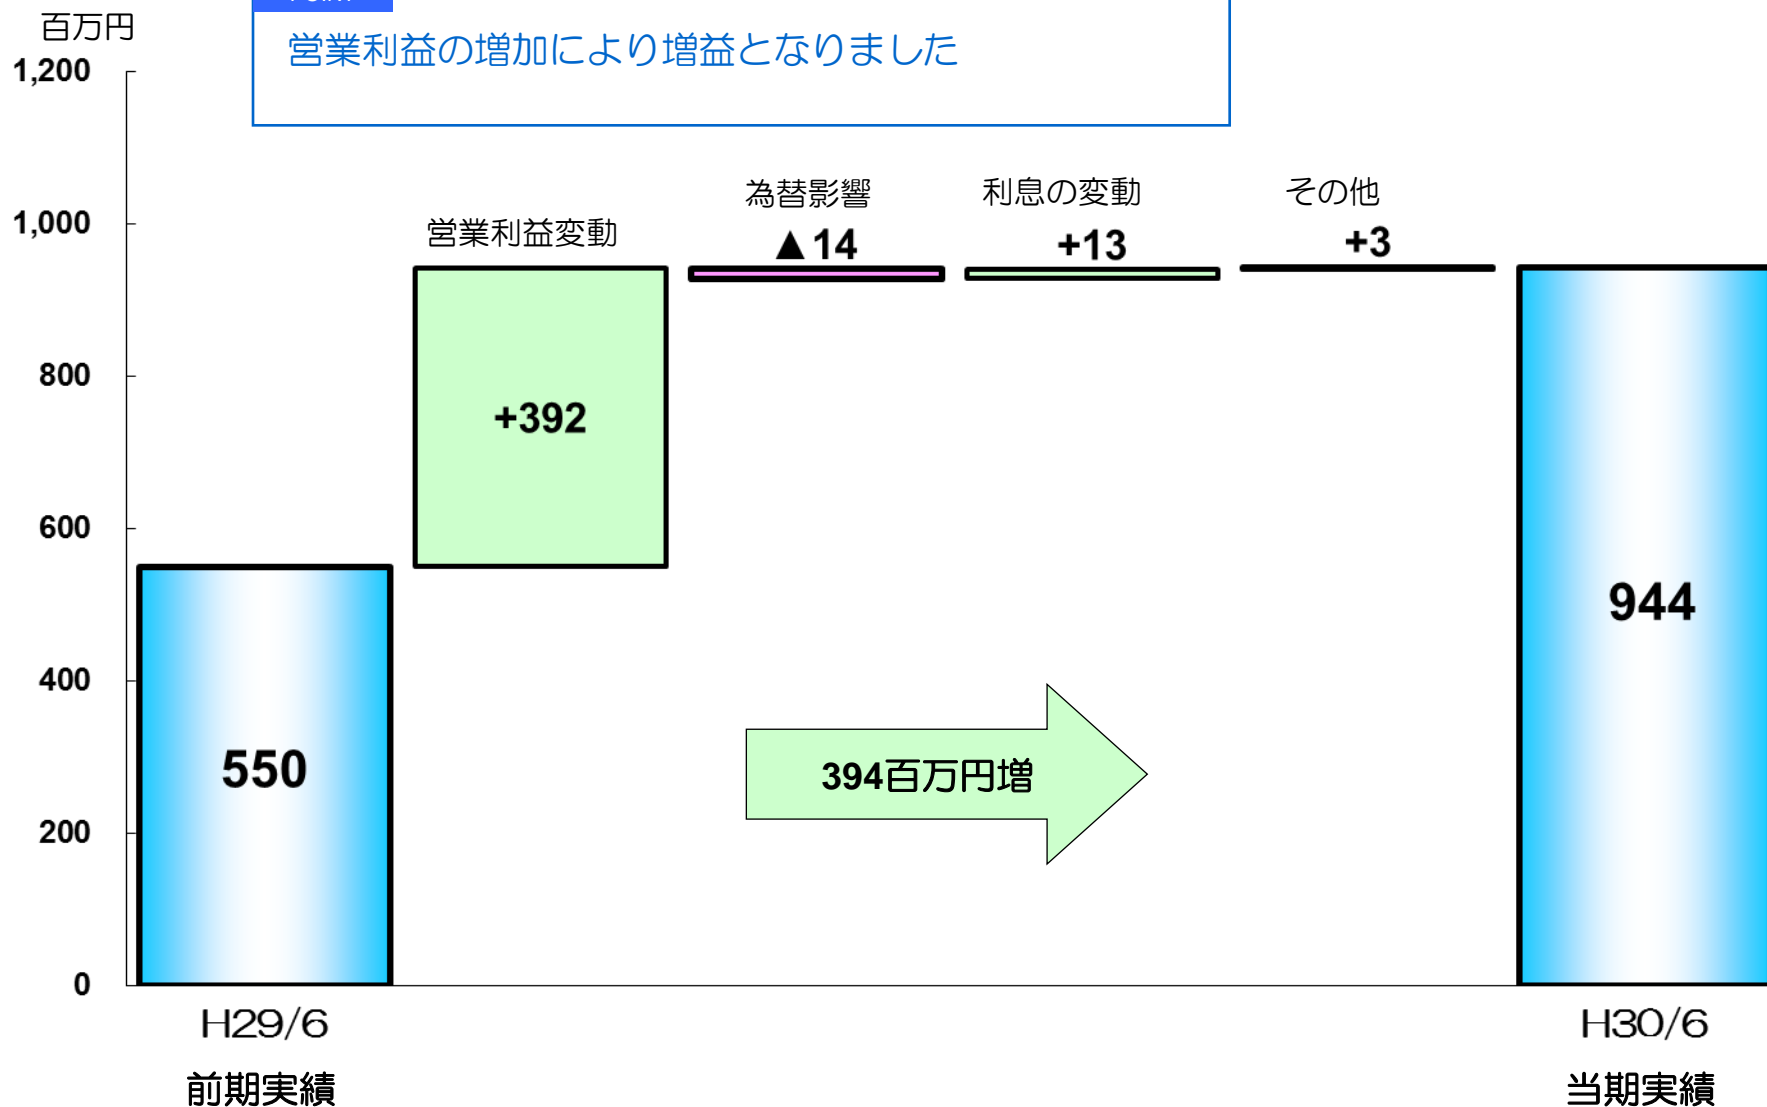 百万円
営業利益の増加により増益となりました
1,200
1,000
800
600
400
200
0
営業利益変動
+392
為替影響
▲14
利息の変動
+13
その他
+3
550
944
394百万円増
H29/6
前期実績
H30/6
当期実績